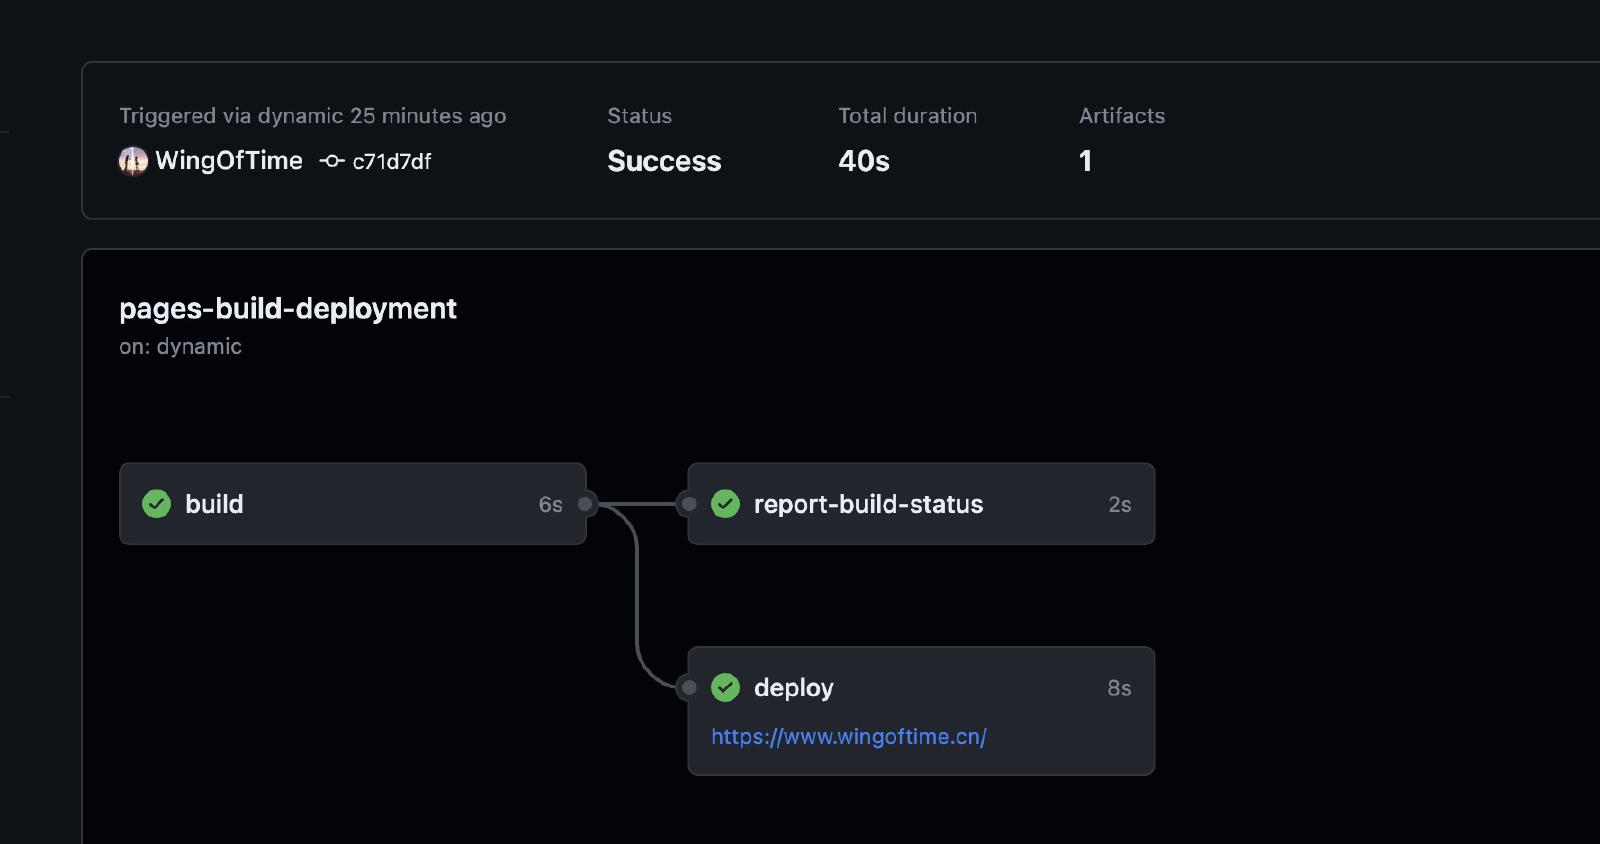 Triggered via dynamic 25 minutes ago
WingOfTime c71d7df
Status
Success
Total duration
40s
Artifacts
1
pages-build-deployment
on: dynamic
build 6s
report-build-status 2s
deploy 8s
https://www.wingoftime.cn/